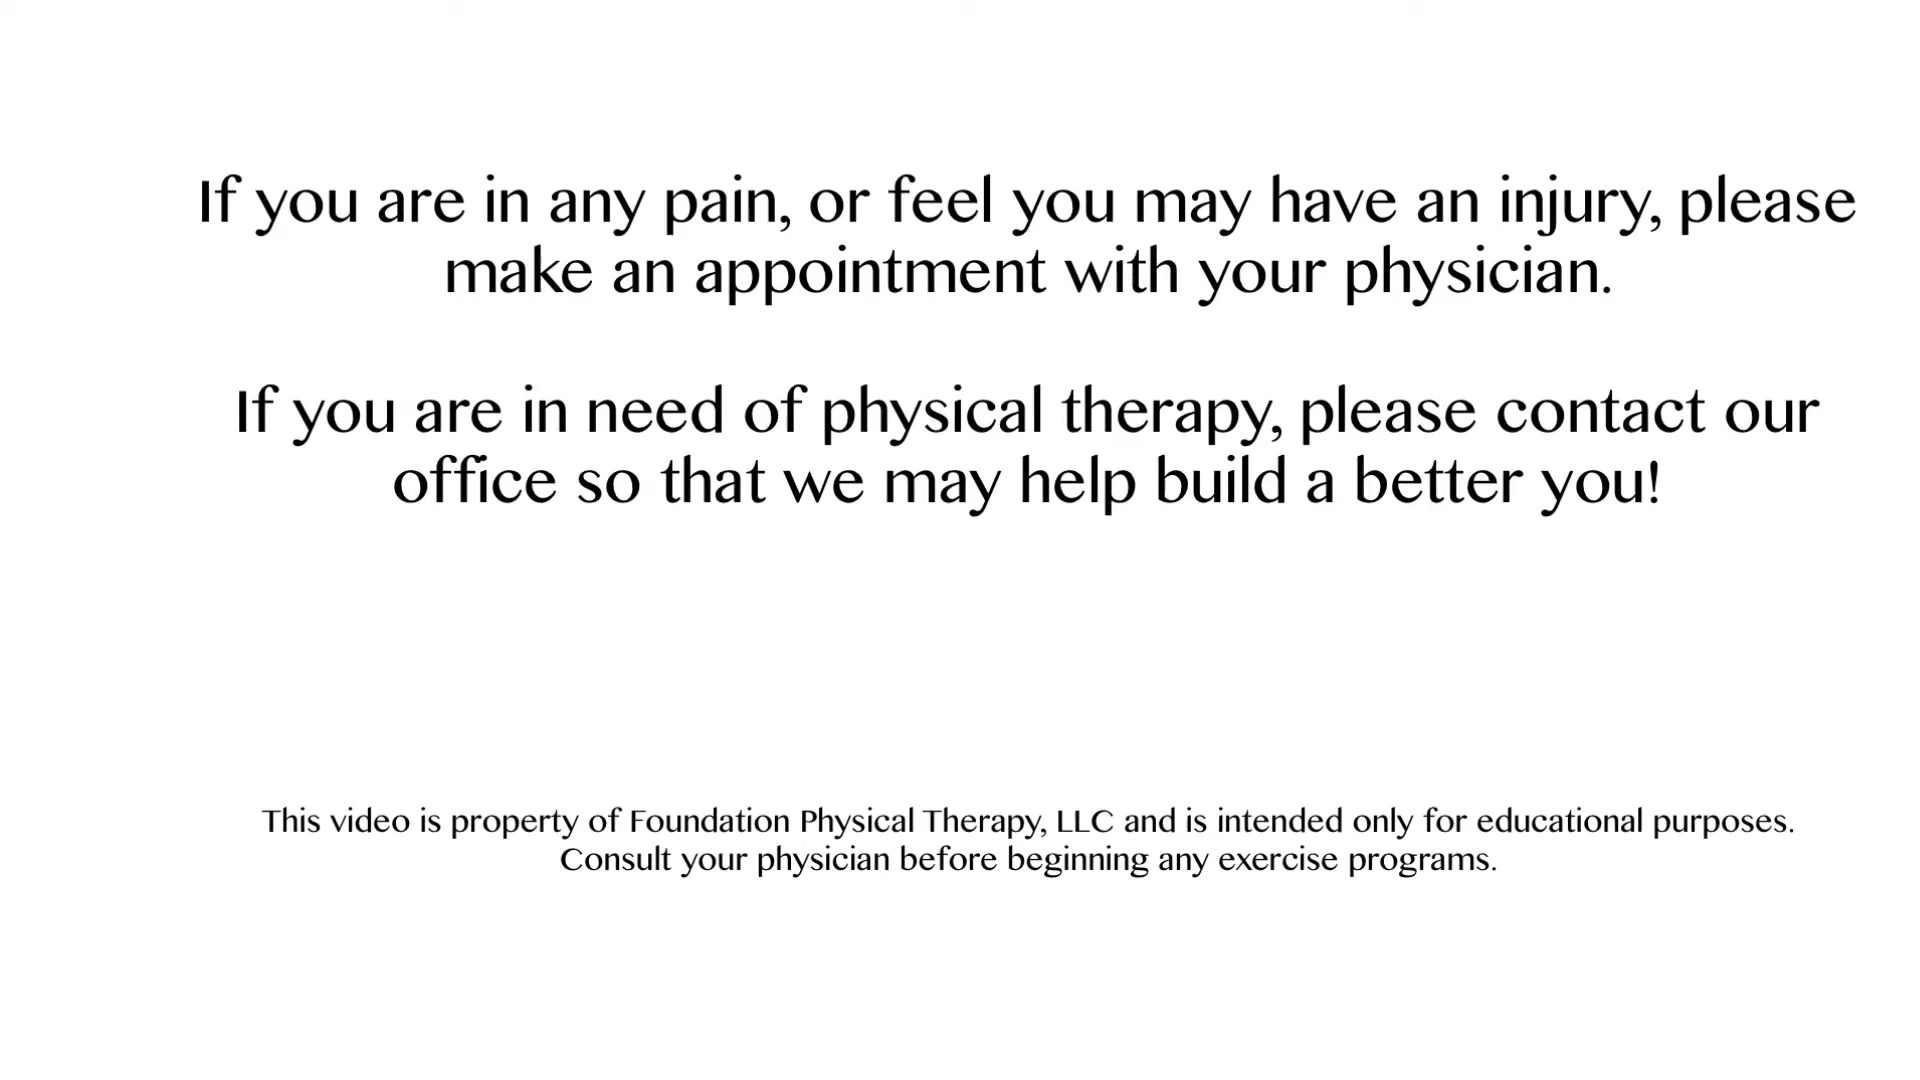 If you are in any pain, or feel you may have an injury, please
make an appointment with your physician.
If you are in need of physical therapy, please contact our
office so that we may help build a better you!
This video is property of Foundation Physical Therapy, LLC and is intended only for educational purposes.
Consult your physician before beginning any exercise programs.